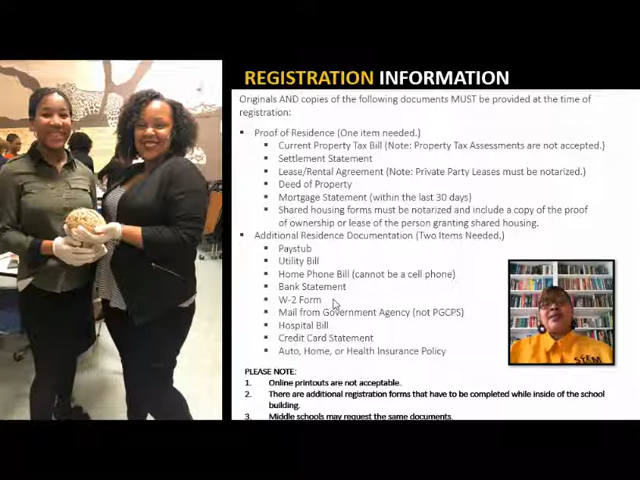 REGISTRATION INFORMATION
Originals AND copies of the following documents MUST be provided at the time of
registration:
Proof of Residence (One item needed.)
Current Property Tax Bill (Note: Property Tax Assessments are not accepted.)
Settlement Statement
Lease/Rental Agreement (Note: Private Party Leases must be notarized.)
Deed of Property
Mortgage Statement (within the last 30 days)
Shared housing forms must be notarized and include a copy of the proof
of ownership or lease of the person granting shared housing.
Additional Residence Documentation (Two Items Needed.)
Paystub
Utility Bill
Home Phone Bill (cannot be a cell phone)
Bank Statement
W-2 Form
Mail from Government Agency (not PGCPS)
Hospital Bill
Credit Card Statement
Auto, Home, or Health Insurance Policy
PLEASE NOTE:
1. Online printouts are not acceptable.
2. There are additional registration forms that have to be completed while inside of the school
building.
3. Middle schools may request the same documents.
STEM